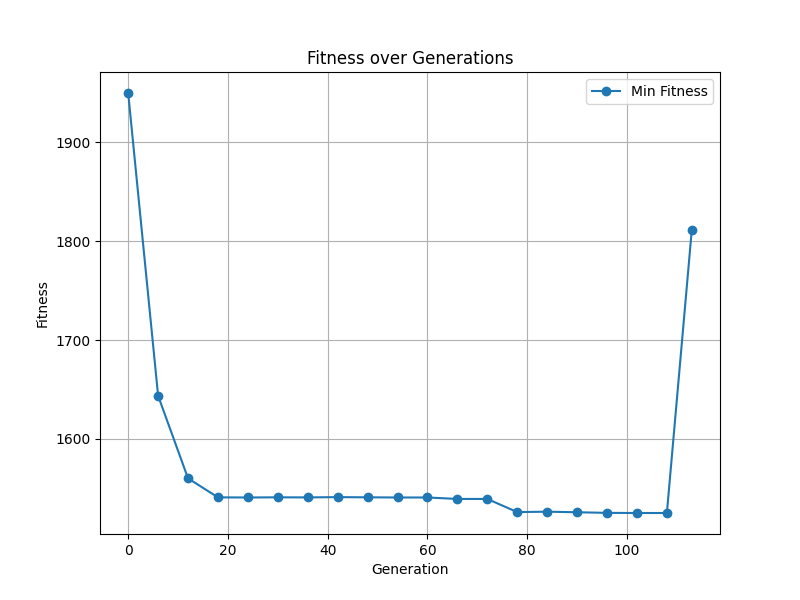 Fitness over Generations
Min Fitness
1900
1800
1700
1600
Fitness
0 20 40 60 80 100
Generation